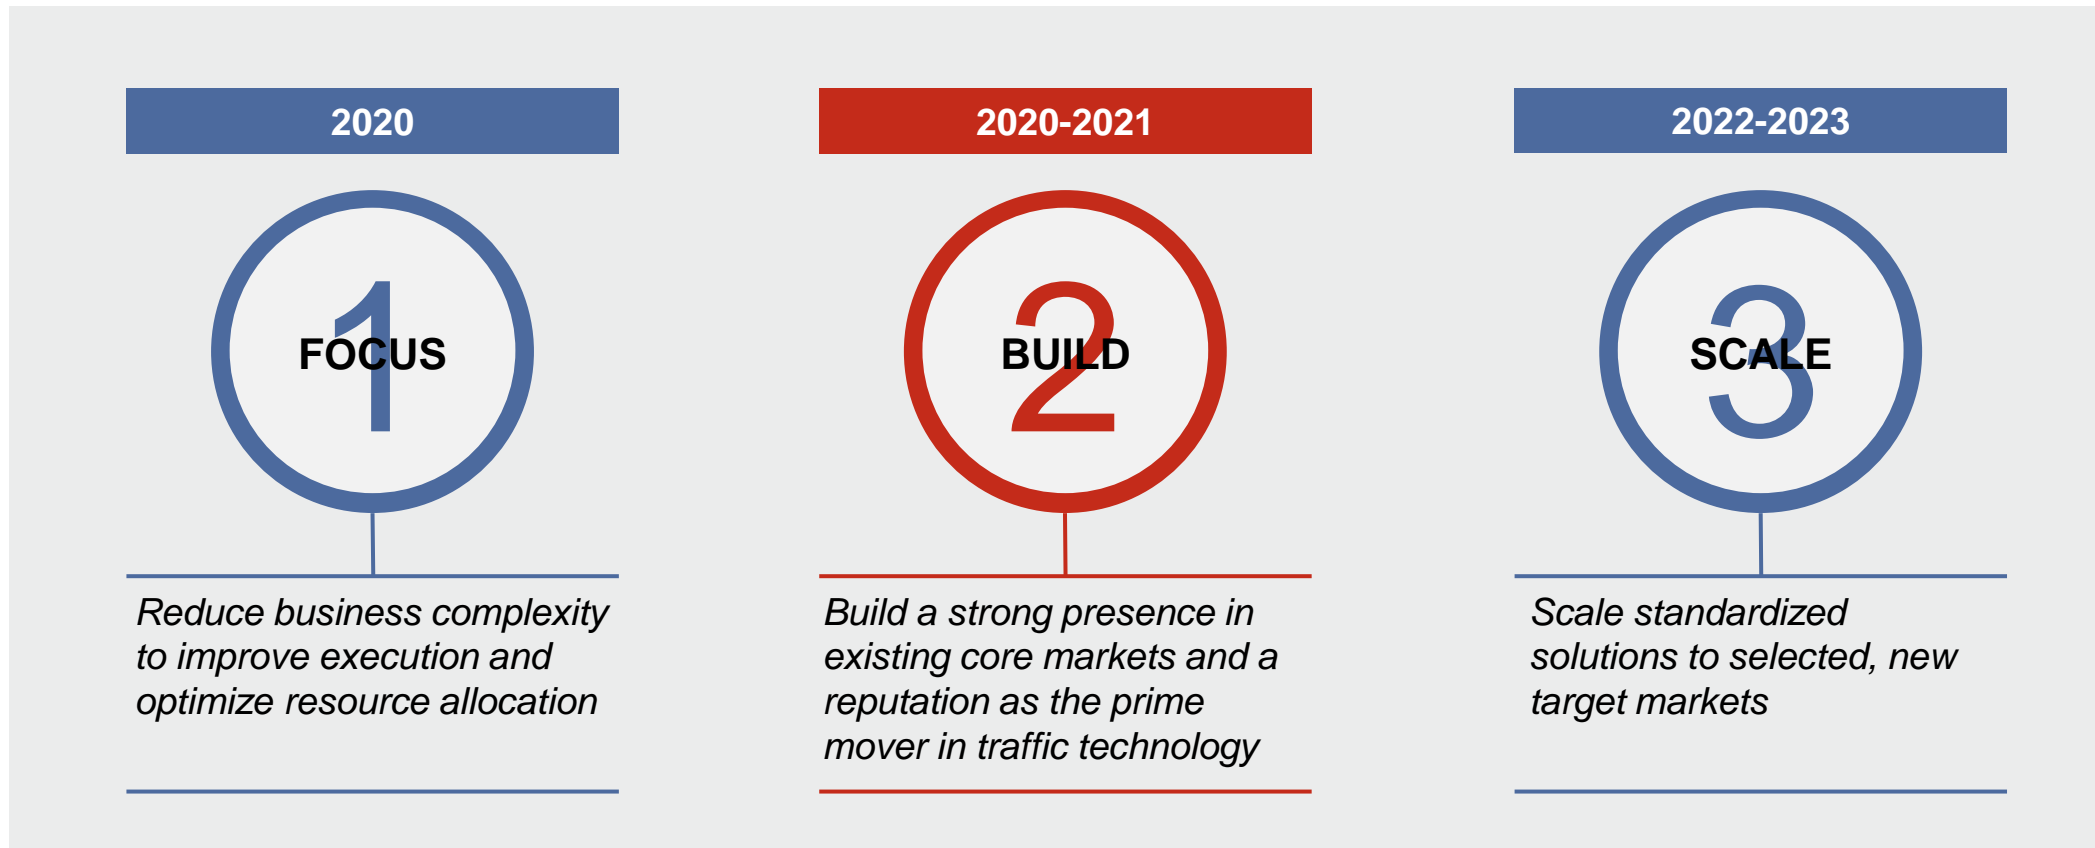 2020
1
FOCUS
Reduce business complexity
to improve execution and
optimize resource allocation
2020-2021
2
BUILD
Build a strong presence in
existing core markets and a
reputation as the prime
mover in traffic technology
2022-2023
3
SCALE
Scale standardized
solutions to selected, new
target markets